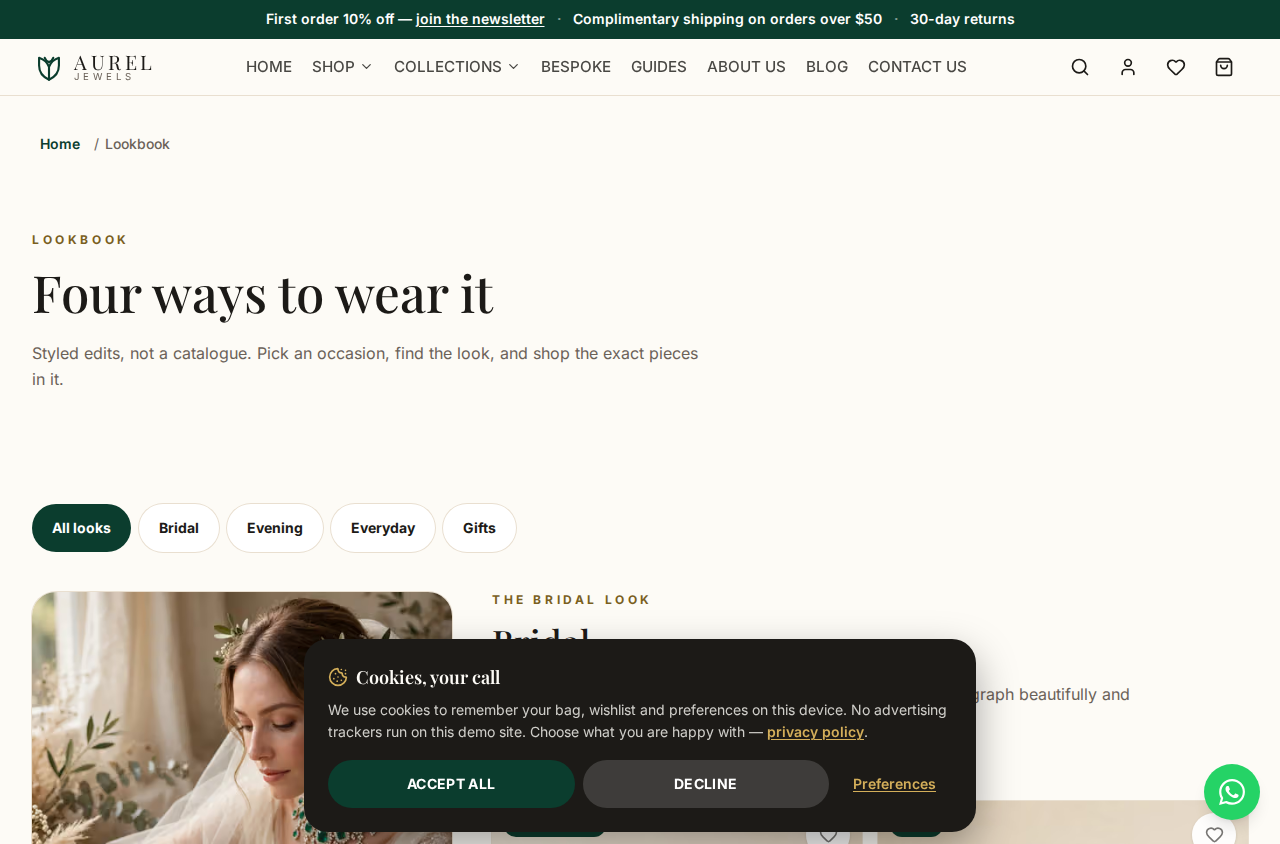 First order 10% off — join the newsletter · Complimentary shipping on orders over $50 · 30-day returns
AUREL
JEWELS
HOME SHOP COLLECTIONS BESPOKE GUIDES ABOUT US BLOG CONTACT US
Home / Lookbook
LOOKBOOK
Four ways to wear it
Styled edits, not a catalogue. Pick an occasion, find the look, and shop the exact pieces
in it.
All looks Bridal Evening Everyday Gifts
THE BRIDAL LOOK
Bridal
graph beautifully and
Cookies, your call
We use cookies to remember your bag, wishlist and preferences on this device. No advertising
trackers run on this demo site. Choose what you are happy with — privacy policy.
ACCEPT ALL DECLINE Preferences